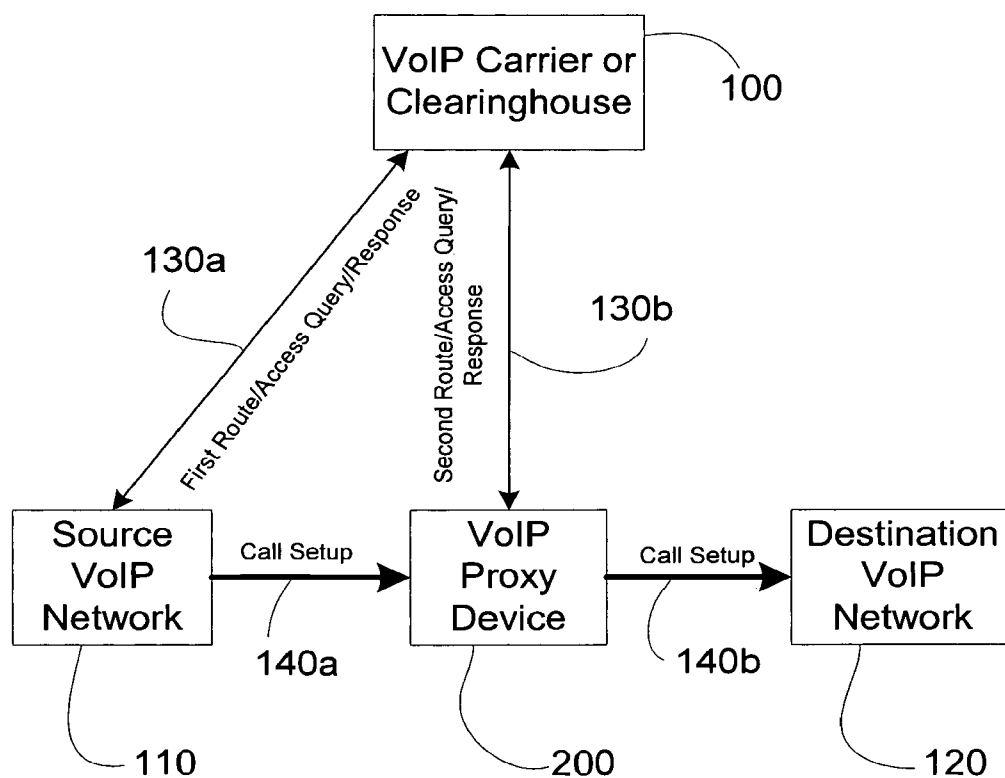 VoIP Carrier or
Clearinghouse
100
130a
First Route/Access Query/Response
Second Route/Access Query/
Response
130b
Source
VoIP
Network
Call Setup
VoIP
Proxy
Device
Call Setup
Destination
VoIP
Network
140a
140b
110
200
120